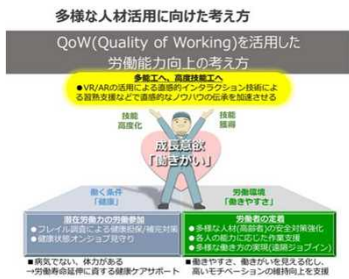 多様な人材活用に向けた考え方
QoW(Quality of Working)を活用した
労働能力向上の考え方
多能工へ、高度技能工へ
●VR/ARの活用による直感的インタラクション技術によ
る習熟支援などで直感的なノウハウの伝承を加速させる
技能
高度化
技能
獲得
成長意欲
「働きがい」
働く条件
「健康」
労働環境
「働きやすさ」
潜在労働力の労働参加
●フレイル調査による健康担保/補完対策
●健康状態オンジョブ見守り
労働者の定着
●多様な人材(高齢者)の安全対策強化
●各人の能力に応じた作業支援
●多様な働き方の実現(遠隔ジョブイン)
■病気でない、体力がある
→労働寿命延伸に資する健康ケアサポート
■働きやすさ、働きがいを見える化し、
高いモチベーションの維持向上を支援